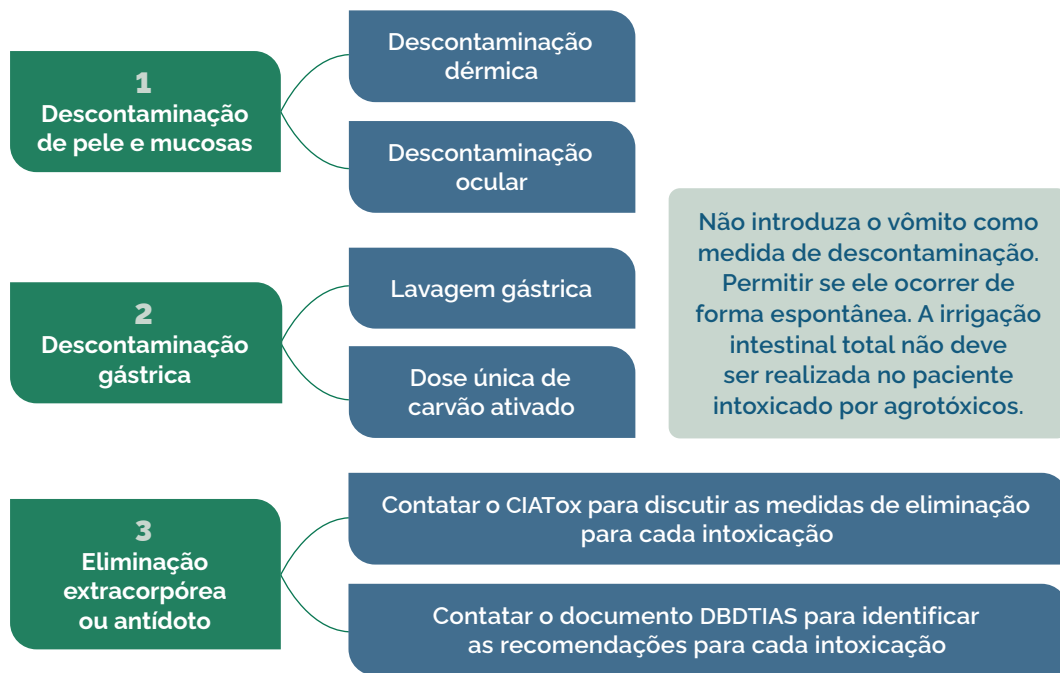 1
Descontaminação
de pele e mucosas
Descontaminação
dérmica
Descontaminação
ocular
Não introduza o vômito como
medida de descontaminação.
Permitir se ele ocorrer de
forma espontânea. A irrigação
intestinal total não deve
ser realizada no paciente
intoxicado por agrotóxicos.
2
Descontaminação
gástrica
Lavagem gástrica
Dose única de
carvão ativado
3
Eliminação
extracorpórea
ou antídoto
Contatar o CIATox para discutir as medidas de eliminação
para cada intoxicação
Contatar o documento DBDTIAS para identificar
as recomendações para cada intoxicação